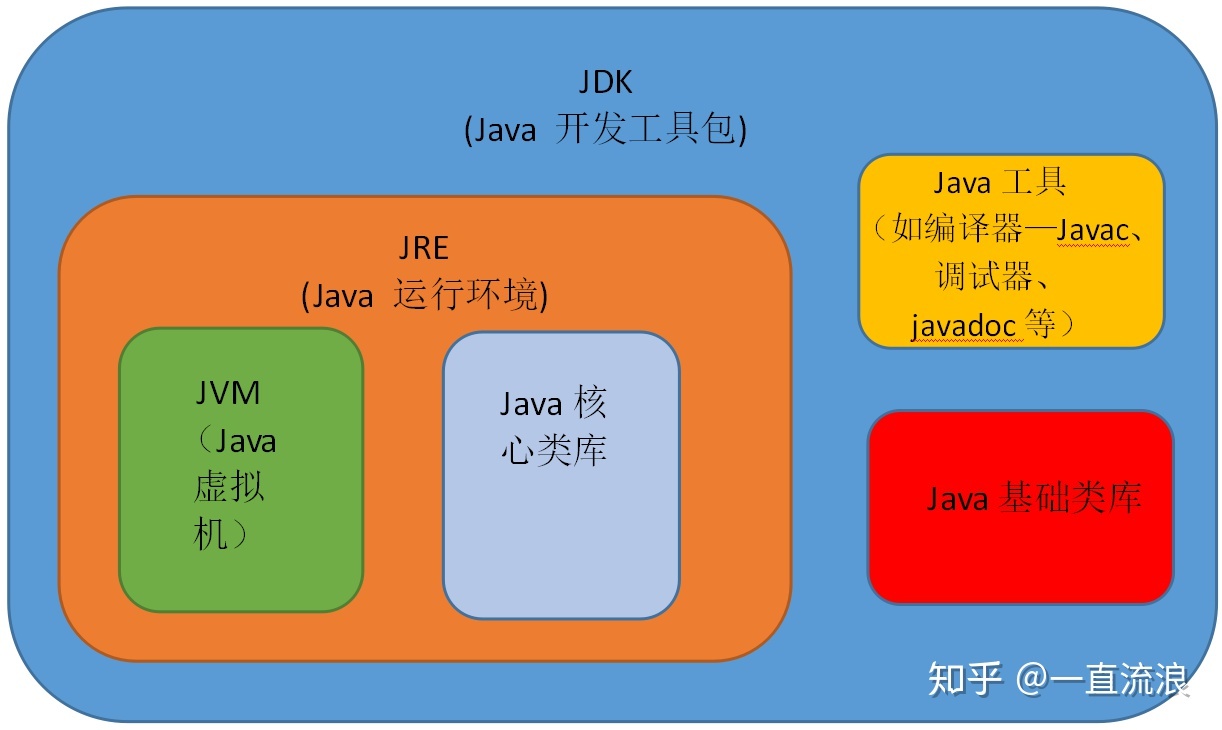 JDK
(Java 开发工具包)
Java 工具
（如编译器—Javac、
调试器、
javadoc 等）
JRE
(Java 运行环境)
JVM
（Java
虚拟
机）
Java 核
心类库
Java 基础类库
知乎 @一直流浪